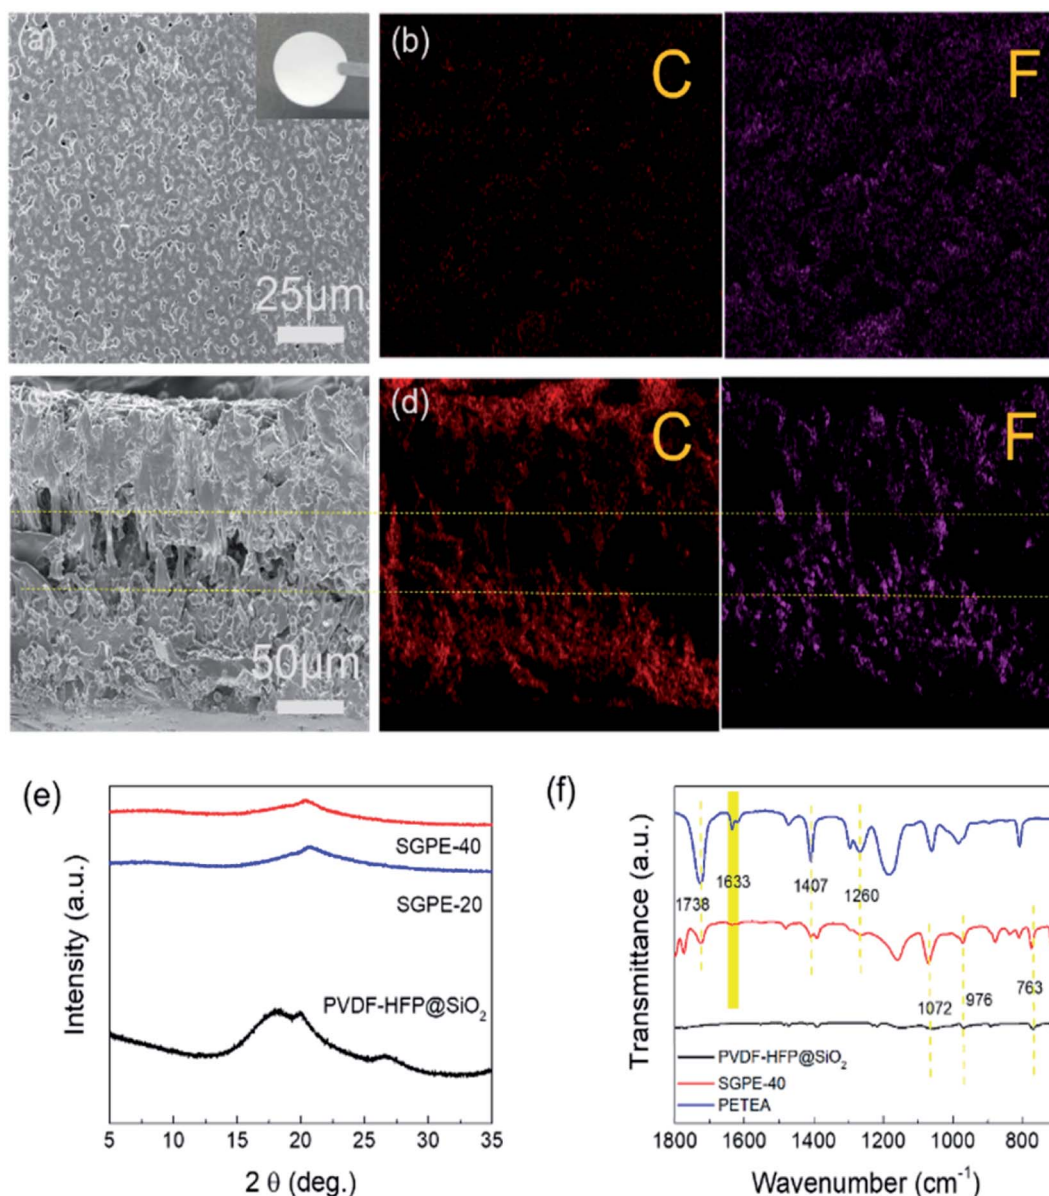 (a)
25μm
(b)
C
F
50μm
(d)
C
F
(e)
Intensity (a.u.)
SGPE-40
SGPE-20
PVDF-HFP@SiO₂
5 10 15 20 25 30 35
2 θ (deg.)
(f)
Transmittance (a.u.)
1738
1633
1407
1260
1072
976
763
PVDF-HFP@SiO₂
SGPE-40
PETEA
1800 1600 1400 1200 1000 800
Wavenumber (cm⁻¹)